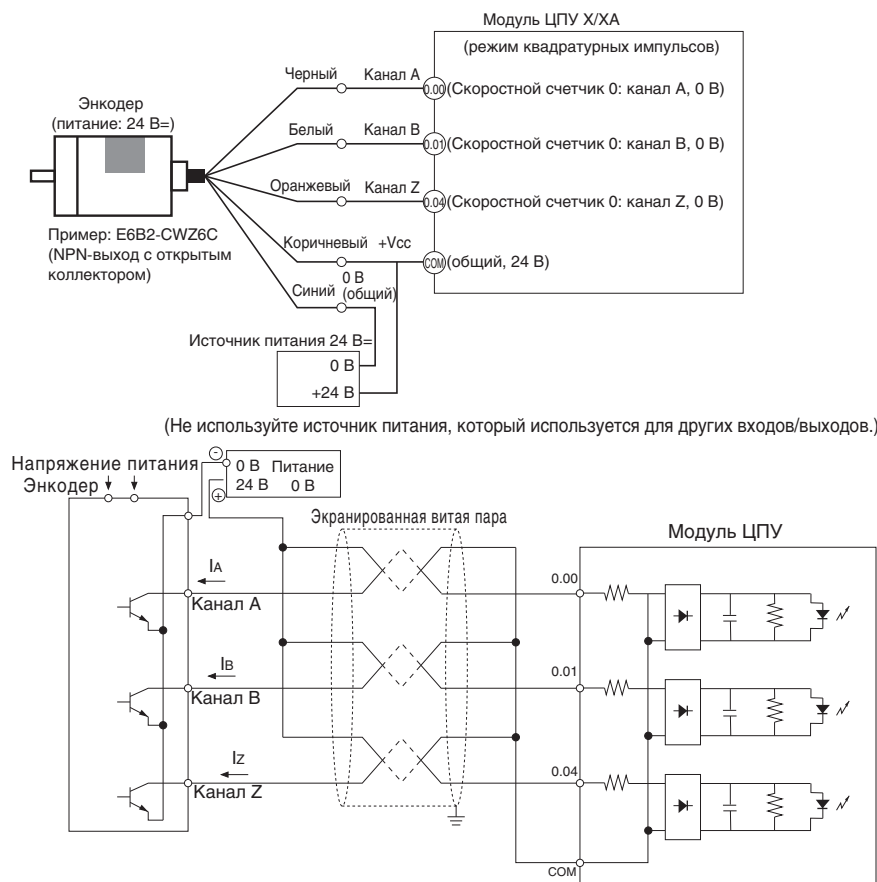 Модуль ЦПУ X/XA
(режим квадратурных импульсов)
Черный Канал A
0.00 (Скоростной счетчик 0: канал A, 0 В)
Энкодер
(питание: 24 В=)
Белый Канал B
0.01 (Скоростной счетчик 0: канал B, 0 В)
Оранжевый Канал Z
0.04 (Скоростной счетчик 0: канал Z, 0 В)
Пример: E6B2-CWZ6C
(NPN-выход с открытым
коллектором)
Коричневый +Vcc
COM (общий, 24 В)
0 В
Синий (общий)
Источник питания 24 В=
0 В
+24 В
(Не используйте источник питания, который используется для других входов/выходов.)
Напряжение питания
Энкодер
- 0 В Питание
+ 24 В 0 В
Экранированная витая пара
Модуль ЦПУ
IA
Канал A
0.00
IB
Канал B
0.01
IZ
Канал Z
0.04
COM